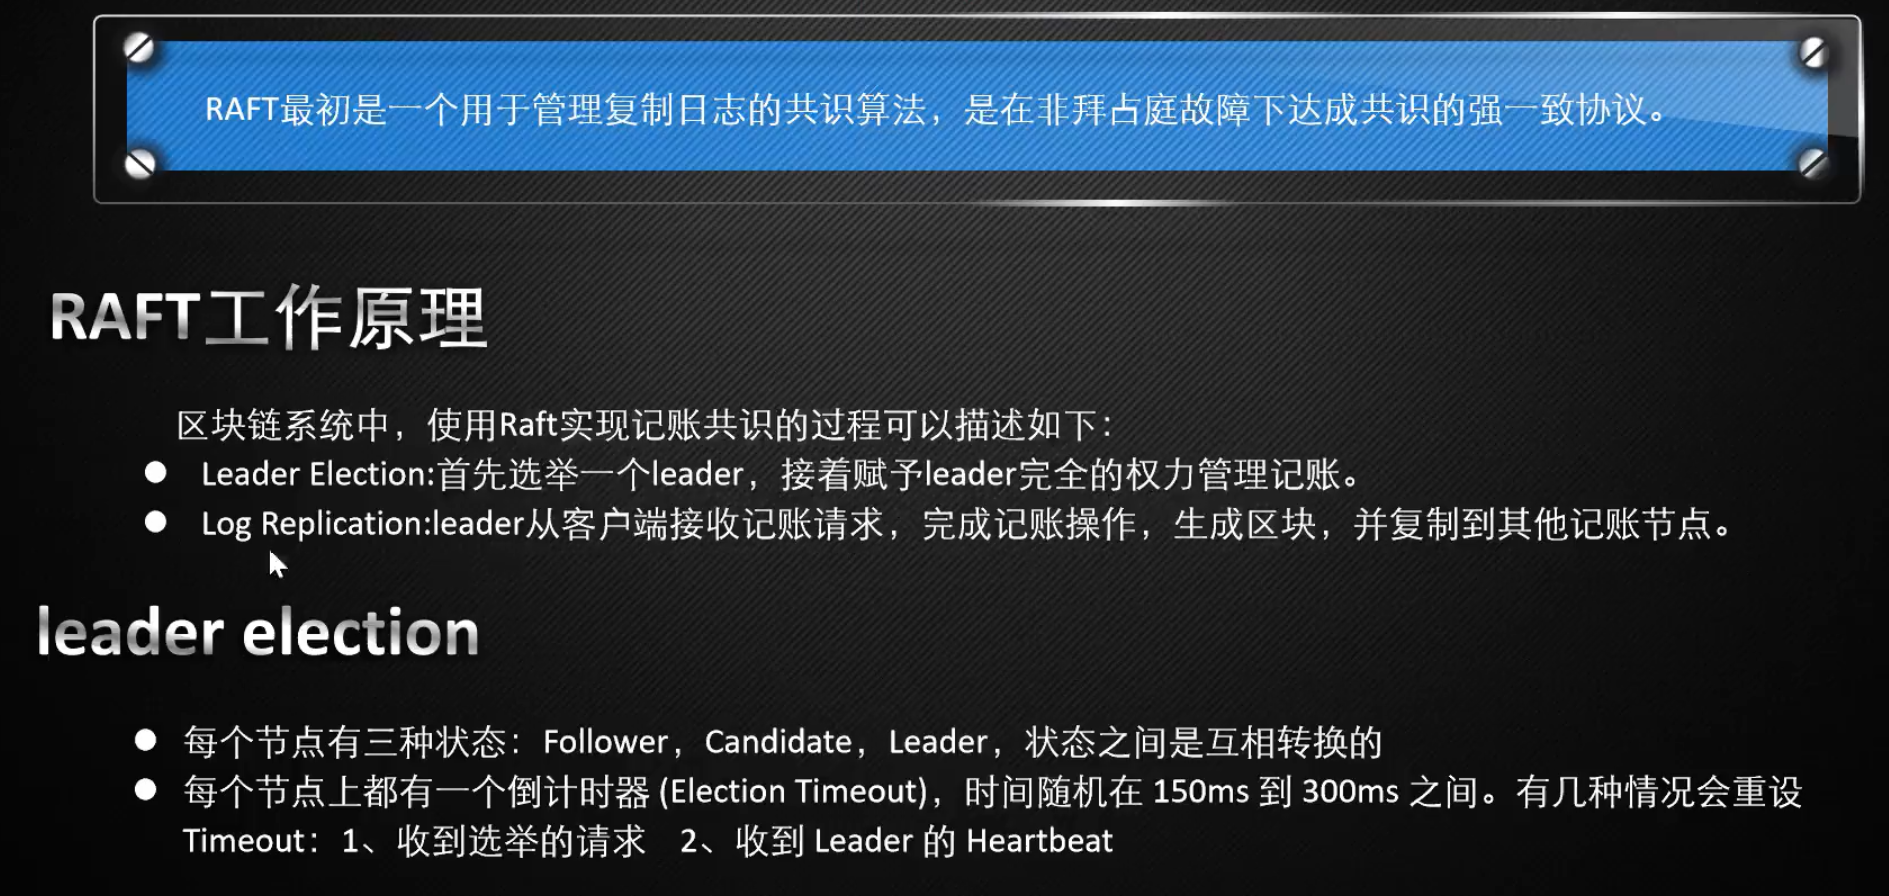 RAFT最初是一个用于管理复制日志的共识算法，是在非拜占庭故障下达成共识的强一致协议。
RAFT工作原理
区块链系统中，使用Raft实现记账共识的过程可以描述如下：
● Leader Election:首先选举一个leader，接着赋予leader完全的权力管理记账。
● Log Replication:leader从客户端接收记账请求，完成记账操作，生成区块，并复制到其他记账节点。
leader election
● 每个节点有三种状态：Follower，Candidate，Leader，状态之间是互相转换的
● 每个节点上都有一个倒计时器 (Election Timeout)，时间随机在 150ms 到 300ms 之间。有几种情况会重设
Timeout：1、收到选举的请求 2、收到 Leader 的 Heartbeat